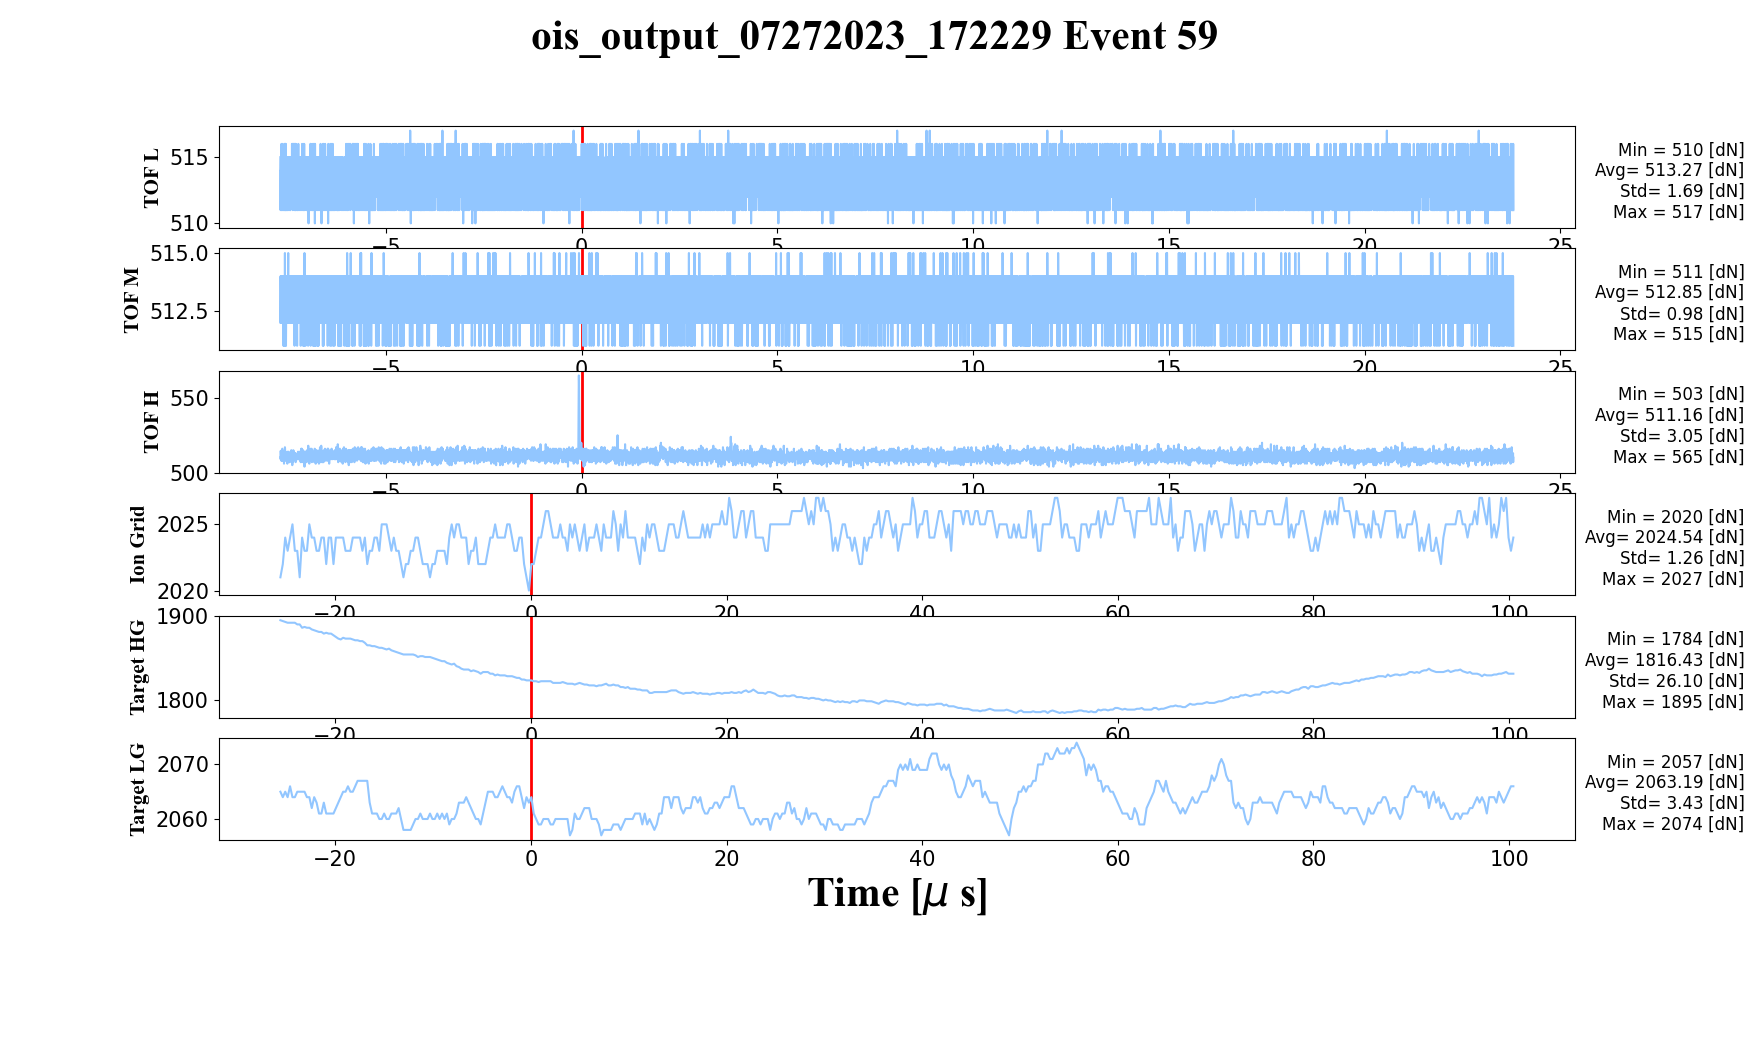 ois_output_07272023_172229 Event 59
TOF L
515
510
−5
0
5
10
15
20
25
Min = 510 [dN]
Avg= 513.27 [dN]
Std= 1.69 [dN]
Max = 517 [dN]
TOF M
515.0
512.5
−5
0
5
10
15
20
25
Min = 511 [dN]
Avg= 512.85 [dN]
Std= 0.98 [dN]
Max = 515 [dN]
TOF H
550
500
−5
0
5
10
15
20
25
Min = 503 [dN]
Avg= 511.16 [dN]
Std= 3.05 [dN]
Max = 565 [dN]
Ion Grid
2025
2020
−20
0
20
40
60
80
100
Min = 2020 [dN]
Avg= 2024.54 [dN]
Std= 1.26 [dN]
Max = 2027 [dN]
Target HG
1900
1800
−20
0
20
40
60
80
100
Min = 1784 [dN]
Avg= 1816.43 [dN]
Std= 26.10 [dN]
Max = 1895 [dN]
Target LG
2070
2060
−20
0
20
40
60
80
100
Min = 2057 [dN]
Avg= 2063.19 [dN]
Std= 3.43 [dN]
Max = 2074 [dN]
Time [μ s]